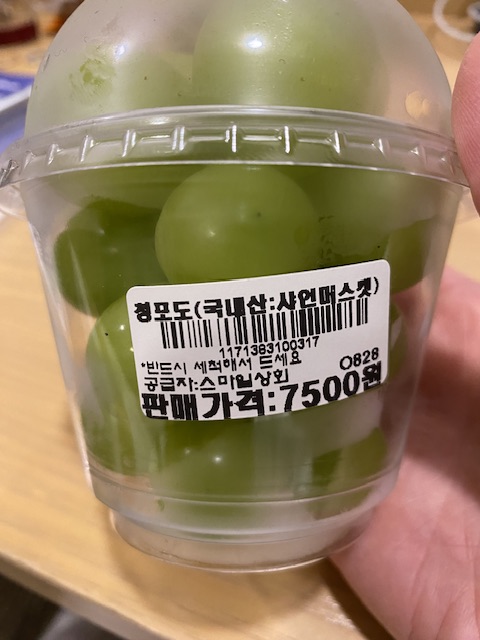 청포도(국내산:샤인머스켓)
1171383100317
*반드시 세척해서 드세요
공급자:스마일상회 0826
판매가격:7500원